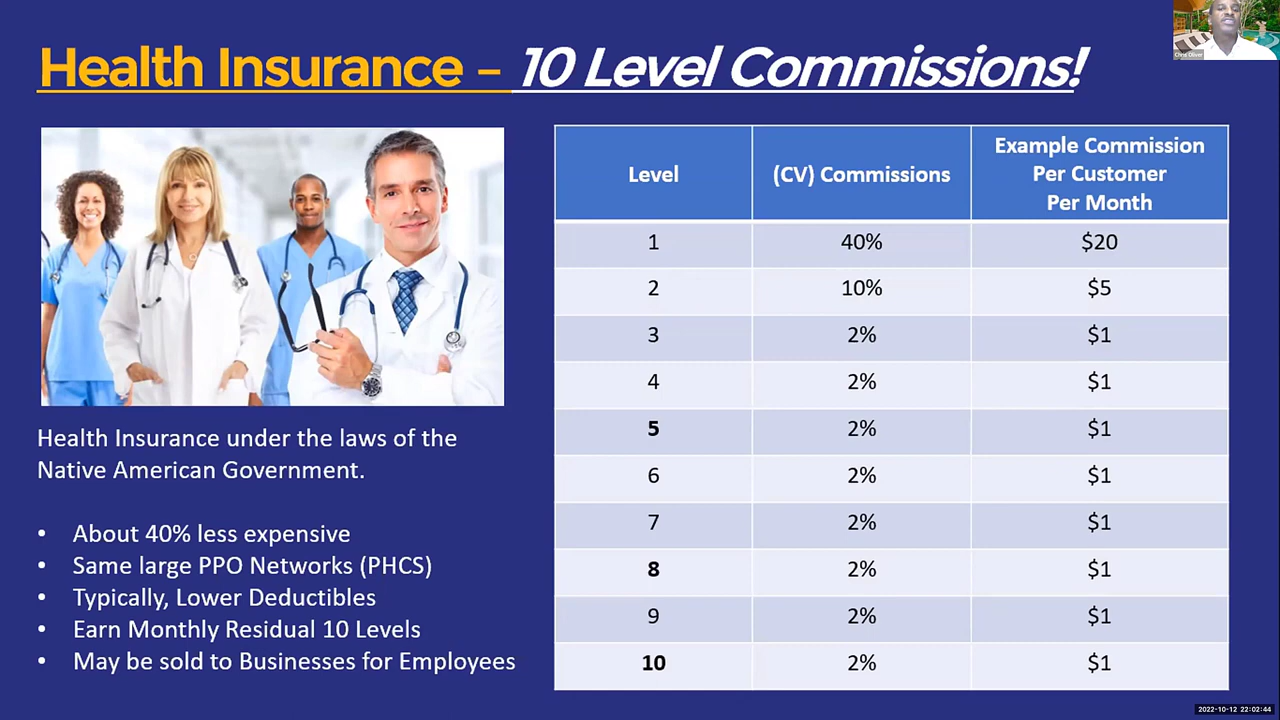 Health Insurance – 10 Level Commissions!
Chris Oliver
Level (CV) Commissions Example Commission Per Customer Per Month
1 40% $20
2 10% $5
3 2% $1
4 2% $1
5 2% $1
6 2% $1
7 2% $1
8 2% $1
9 2% $1
10 2% $1
Health Insurance under the laws of the
Native American Government.
• About 40% less expensive
• Same large PPO Networks (PHCS)
• Typically, Lower Deductibles
• Earn Monthly Residual 10 Levels
• May be sold to Businesses for Employees
2022-10-12 22:02:44